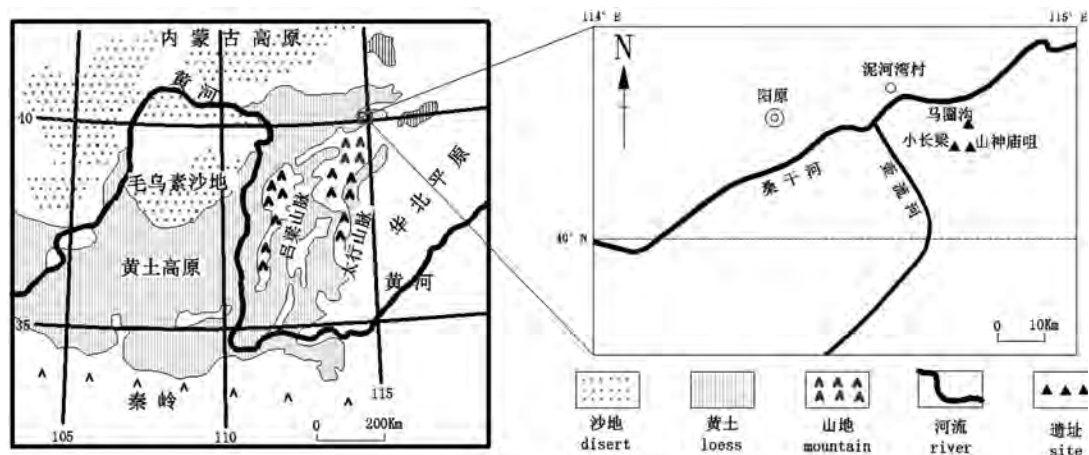 内蒙古高原
黄河
40
毛乌素沙地
吕梁山脉
太行山脉
华北平原
黄土高原
黄河
35
秦岭
105
110
115
0 200Km
114° E
115° E
N
泥河湾村
阳原
马圈沟
小长梁
山神庙咀
桑干河
壶流河
40° N
0 10Km
沙地
disert
黄土
loess
山地
mountain
河流
river
遗址
site